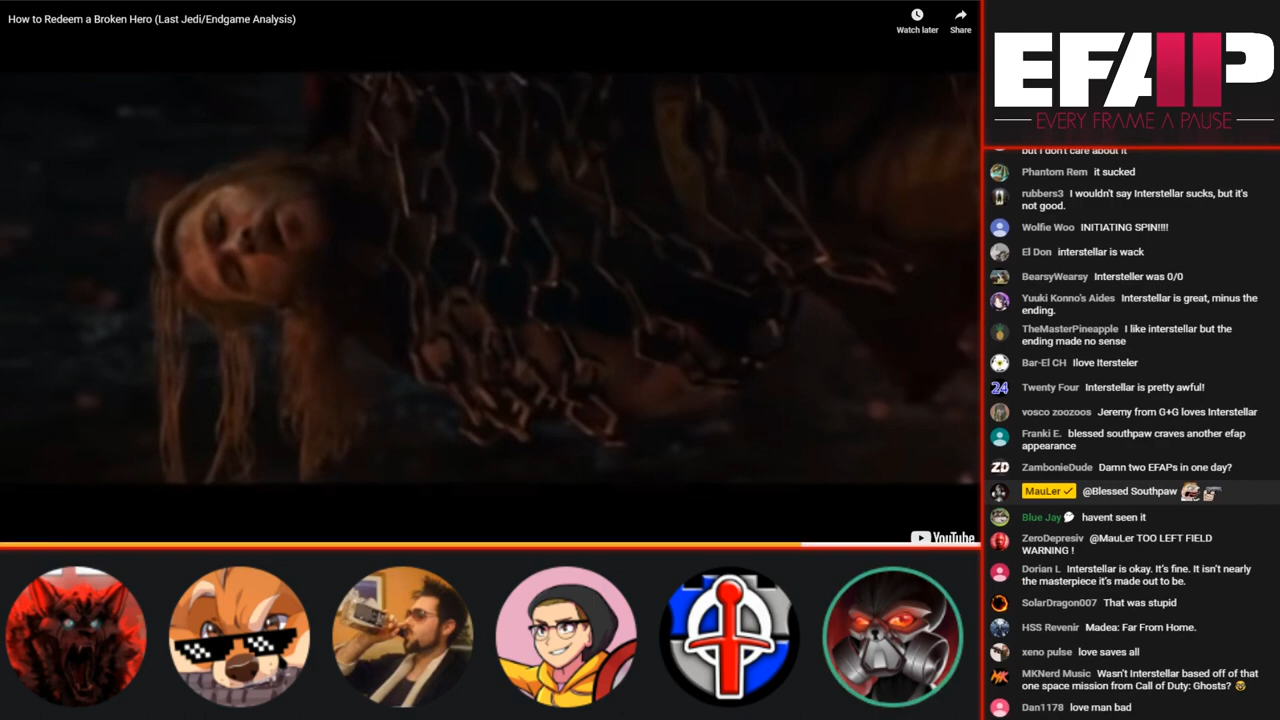 How to Redeem a Broken Hero (Last Jedi/Endgame Analysis)
Watch later
Share
YouTube
EFAP
EVERY FRAME A PAUSE
but I don't care about it
Phantom Rem it sucked
rubbers3 I wouldn't say Interstellar sucks, but it's
not good.
Wolfie Woo INITIATING SPIN!!!!
El Don interstellar is wack
BearsyWearsy Intersteller was 0/0
Yuuki Konno's Aides Interstellar is great, minus the
ending.
TheMasterPineapple I like interstellar but the
ending made no sense
Bar-El CH Ilove Itersteler
24
Twenty Four Interstellar is pretty awful!
vosco zoozoos Jeremy from G+G loves Interstellar
Franki E. blessed southpaw craves another efap
appearance
ZD
ZambonieDude Damn two EFAPs in one day?
MauLer @Blessed Southpaw
Blue Jay havent seen it
ZeroDepresiv @MauLer TOO LEFT FIELD
WARNING !
Dorian L Interstellar is okay. It's fine. It isn't nearly
the masterpiece it's made out to be.
SolarDragon007 That was stupid
HSS Revenir Madea: Far From Home.
xeno pulse love saves all
MKNerd Music Wasn't Interstellar based off of that
one space mission from Call of Duty: Ghosts?
Dan1178 love man bad